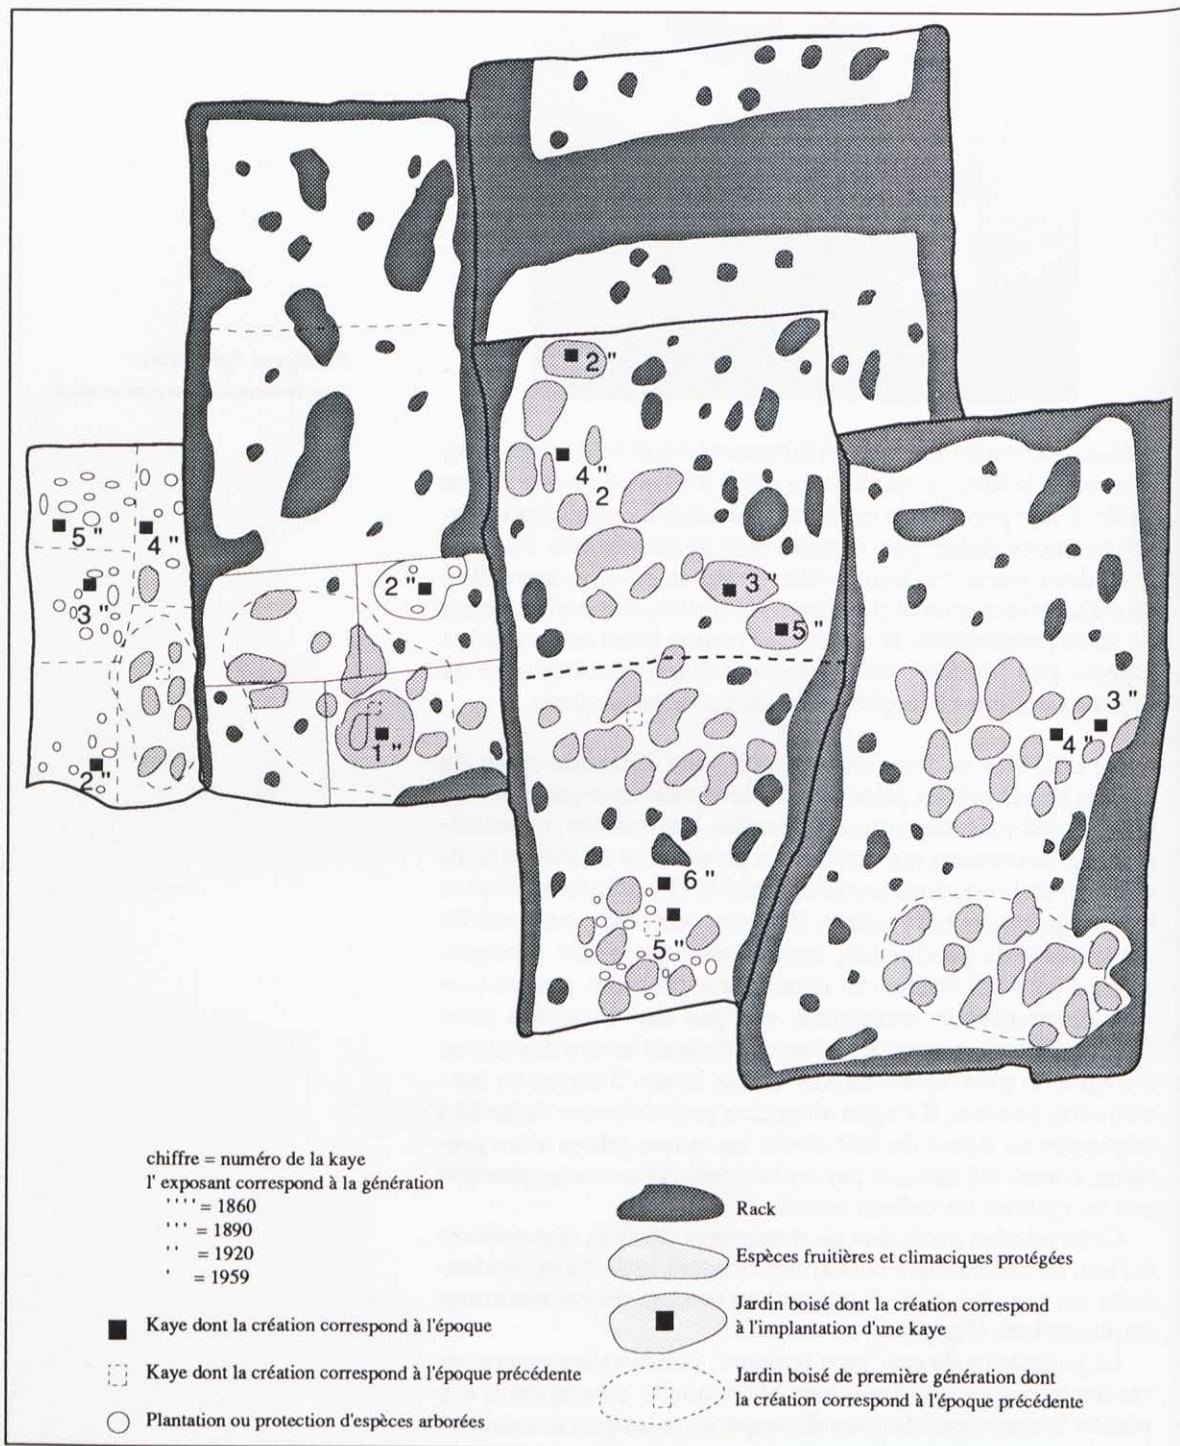 2 "
4 "
2
5 "
4 "
3 "
2 "
3 "
5 "
3 "
4 "
1 "
2 "
6 "
5 "
chiffre = numéro de la kaye
l' exposant correspond à la génération
' ' ' ' = 1860
' ' ' = 1890
' ' = 1920
' = 1959
Kaye dont la création correspond à l'époque
Kaye dont la création correspond à l'époque précédente
Plantation ou protection d'espèces arborées
Rack
Espèces fruitières et climaciques protégées
Jardin boisé dont la création correspond
à l'implantation d'une kaye
Jardin boisé de première génération dont
la création correspond à l'époque précédente